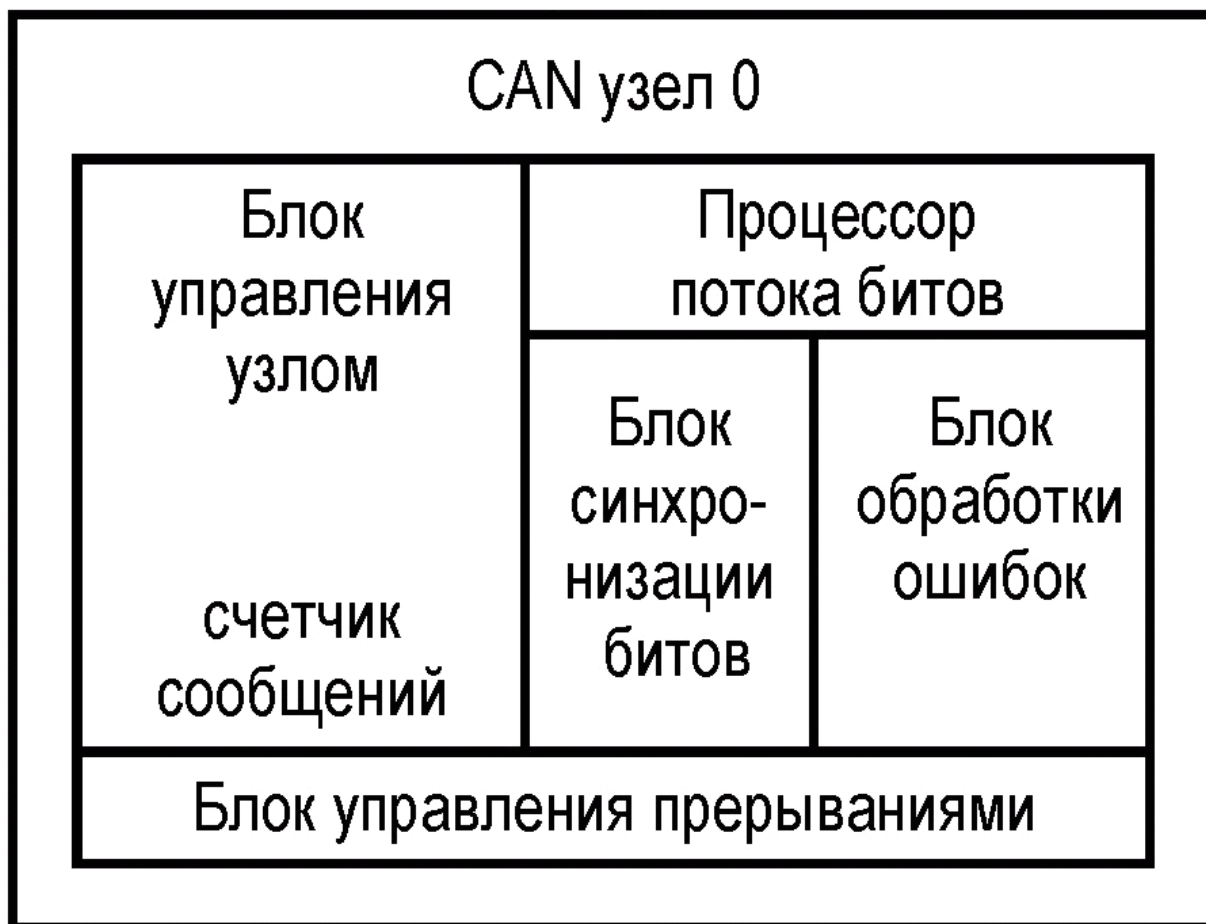 CAN узел 0
Блок
управления
узлом
счетчик
сообщений
Процессор
потока битов
Блок
синхро-
низации
битов
Блок
обработки
ошибок
Блок управления прерываниями